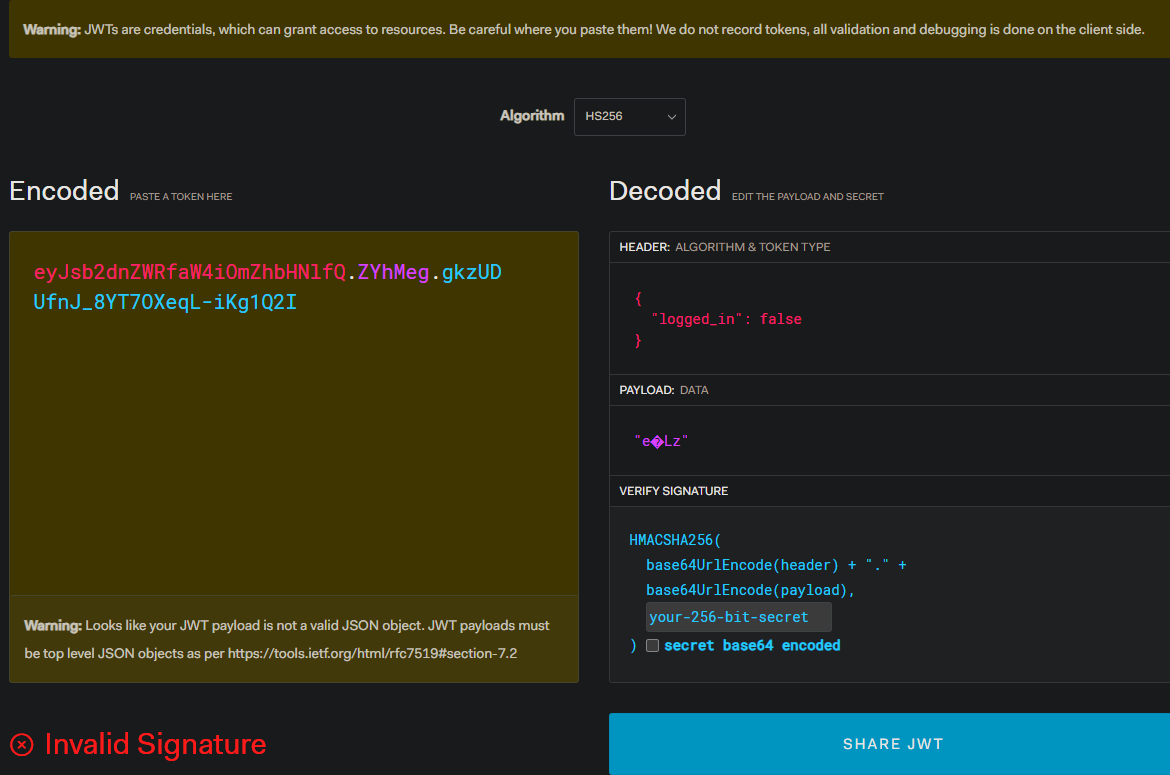 Warning: JWTs are credentials, which can grant access to resources. Be careful where you paste them! We do not record tokens, all validation and debugging is done on the client side.
Algorithm HS256
Encoded PASTE A TOKEN HERE
eyJsb2dnZWRfaW4iOmZhbHNlfQ.ZYhMeg.gkzUD
UfnJ_8YT7OXeqL-iKg1Q2I
Warning: Looks like your JWT payload is not a valid JSON object. JWT payloads must
be top level JSON objects as per https://tools.ietf.org/html/rfc7519#section-7.2
Invalid Signature
Decoded EDIT THE PAYLOAD AND SECRET
HEADER: ALGORITHM & TOKEN TYPE
{
"logged_in": false
}
PAYLOAD: DATA
"e�Lz"
VERIFY SIGNATURE
HMACSHA256(
base64UrlEncode(header) + "." +
base64UrlEncode(payload),
your-256-bit-secret
) secret base64 encoded
SHARE JWT